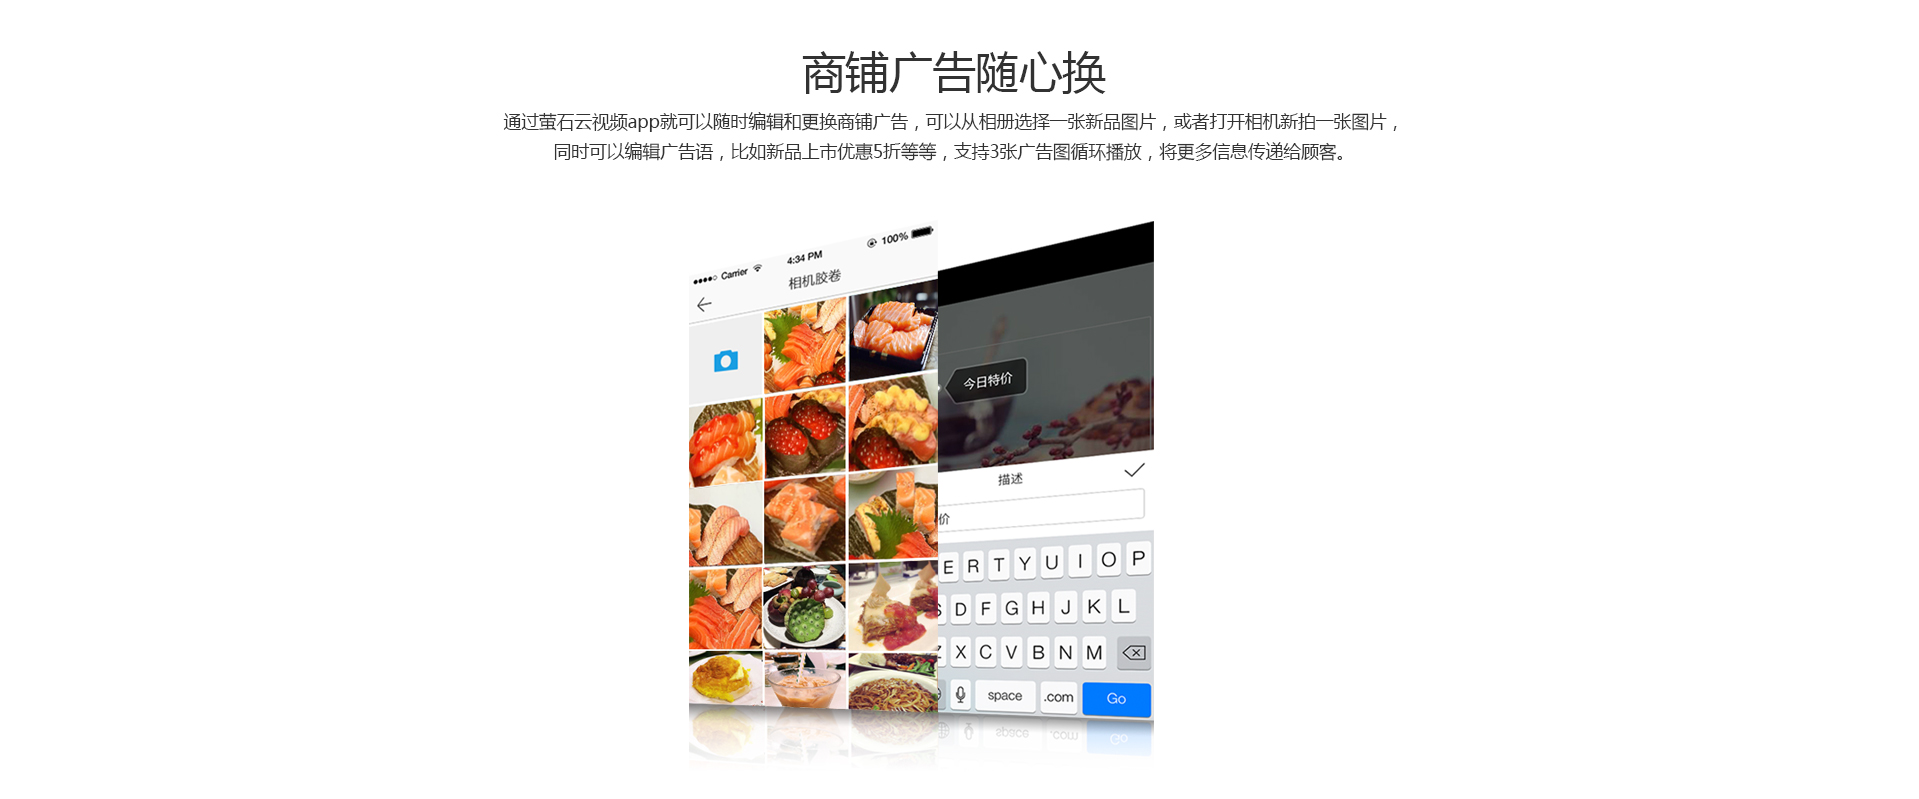 商铺广告随心换
通过萤石云视频app就可以随时编辑和更换商铺广告，可以从相册选择一张新品图片，或者打开相机新拍一张图片，
同时可以编辑广告语，比如新品上市优惠5折等等，支持3张广告图循环播放，将更多信息传递给顾客。
Carrier 4:34 PM 100%
相机胶卷
今日特价
描述
价
E R T Y U I O P
S D F G H J K L
Z X C V B N M
space .com Go